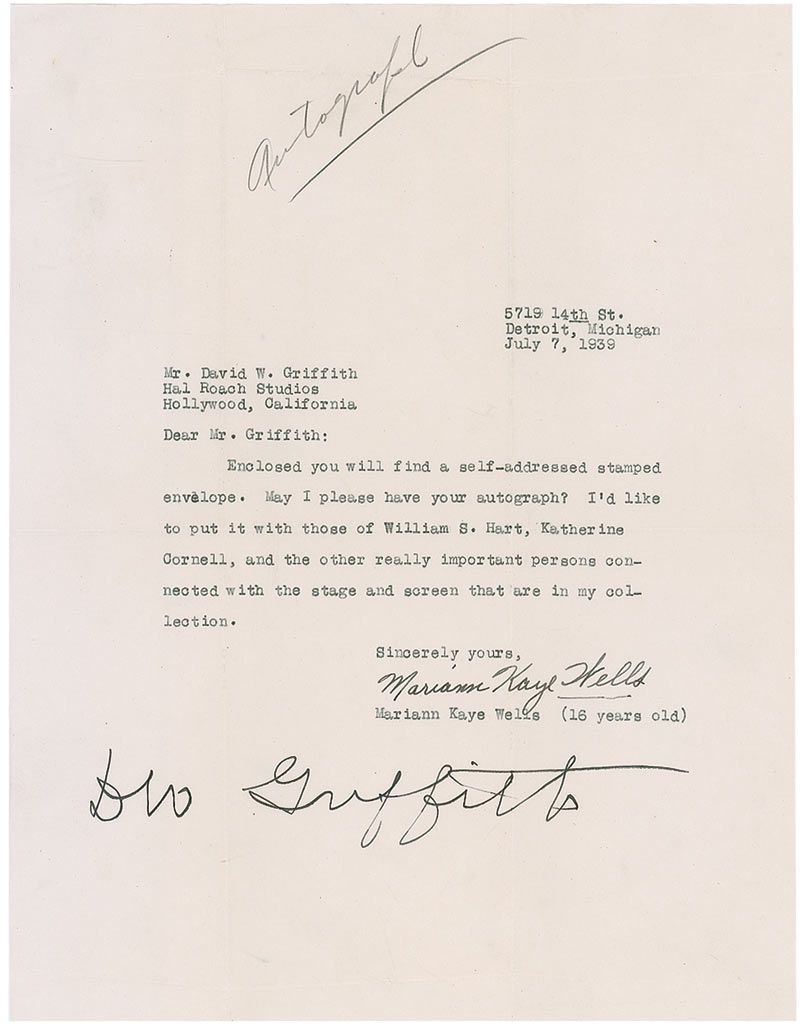 Autograph
5719 14th St.
Detroit, Michigan
July 7, 1939
Mr. David W. Griffith
Hal Roach Studios
Hollywood, California
Dear Mr. Griffith:
Enclosed you will find a self-addressed stamped
envelope. May I please have your autograph? I'd like
to put it with those of William S. Hart, Katherine
Cornell, and the other really important persons con-
nected with the stage and screen that are in my col-
lection.
Sincerely yours,
Mariann Kaye Wells
Mariann Kaye Wells (16 years old)
DW Griffith